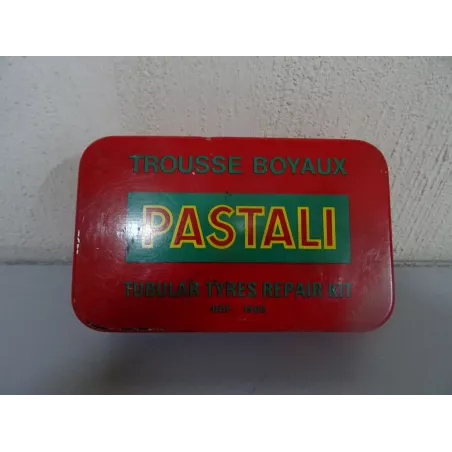 TROUSSE BOYAUX
PASTALI
TUBULAR TYRES REPAIR KIT